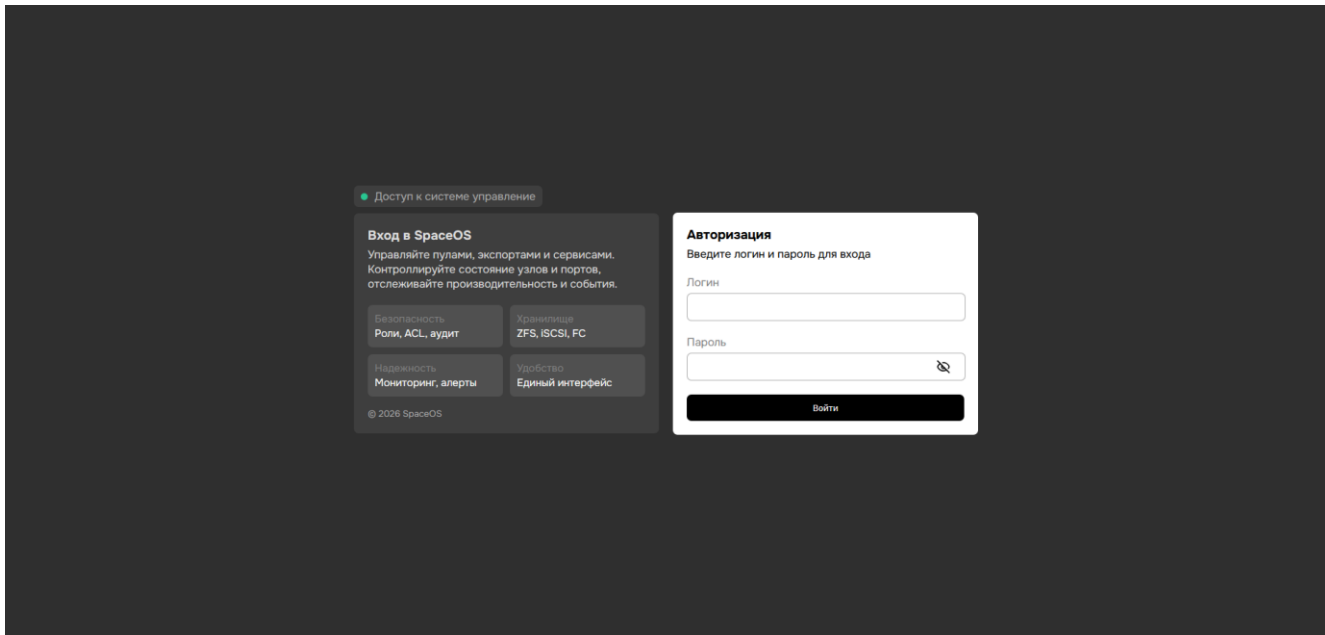 Доступ к системе управление
Вход в SpaceOS
Управляйте пулами, экспортами и сервисами.
Контроллируйте состояние узлов и портов,
отслеживайте производительность и события.
Безопасность
Роли, ACL, аудит
Хранилище
ZFS, iSCSI, FC
Надежность
Мониторинг, алерты
Удобство
Единый интерфейс
© 2026 SpaceOS
Авторизация
Введите логин и пароль для входа
Логин
Пароль
Войти